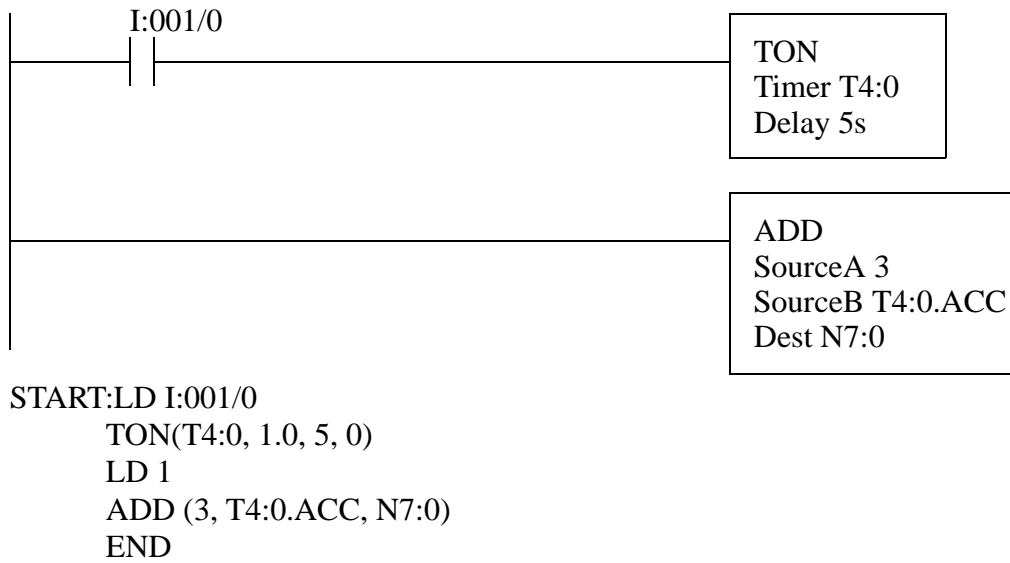 I:001/0
TON
Timer T4:0
Delay 5s
ADD
SourceA 3
SourceB T4:0.ACC
Dest N7:0
START:LD I:001/0
TON(T4:0, 1.0, 5, 0)
LD 1
ADD (3, T4:0.ACC, N7:0)
END